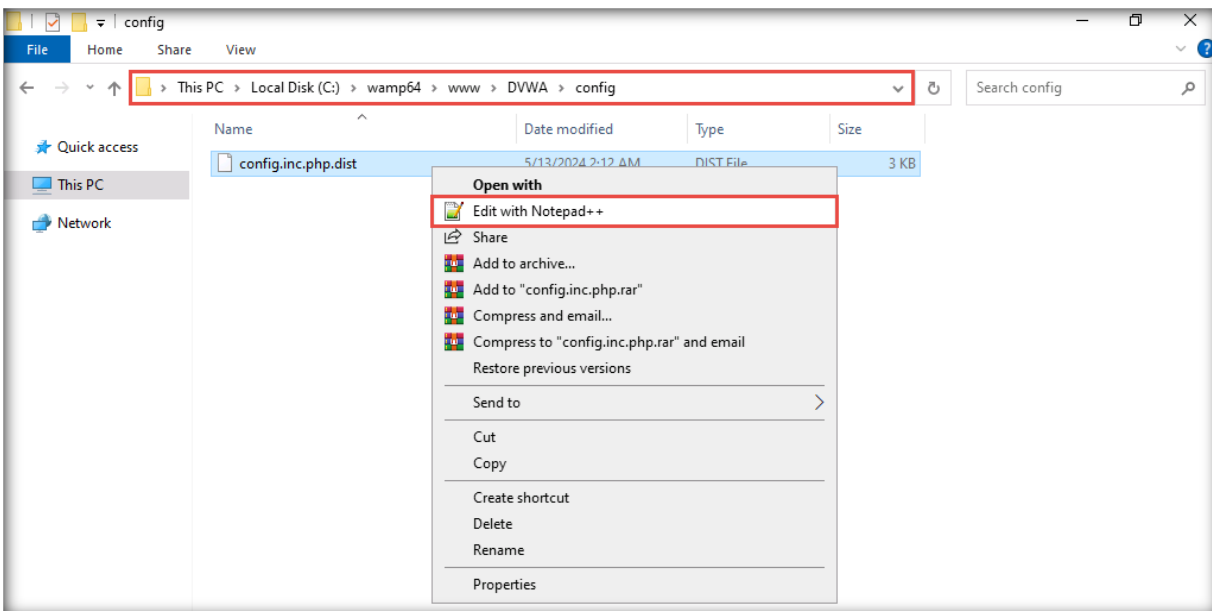 config
File Home Share View
This PC > Local Disk (C:) > wamp64 > www > DVWA > config
Search config
Name Date modified Type Size
Quick access
config.inc.php.dist 5/13/2024 2:12 AM DIST File 3 KB
This PC
Network
Open with
Edit with Notepad++
Share
Add to archive...
Add to "config.inc.php.rar"
Compress and email...
Compress to "config.inc.php.rar" and email
Restore previous versions
Send to
Cut
Copy
Create shortcut
Delete
Rename
Properties